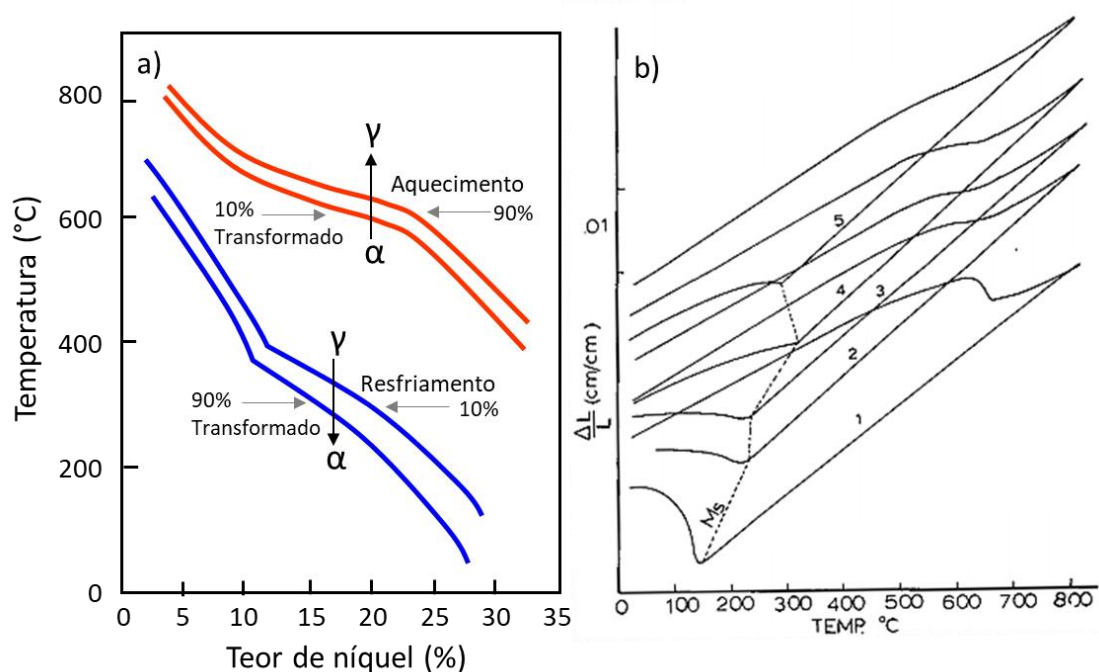 a)
800
600
400
200
0
Temperatura (°C)
γ
Aquecimento
10%
90%
Transformado
α
γ
Resfriamento
90%
10%
Transformado
α
0
5
10
15
20
25
30
35
Teor de níquel (%)
b)
.01
ΔL
L
(cm/cm)
5
4
3
2
1
Ms
0
100
200
300
400
500
600
700
800
TEMP. °C